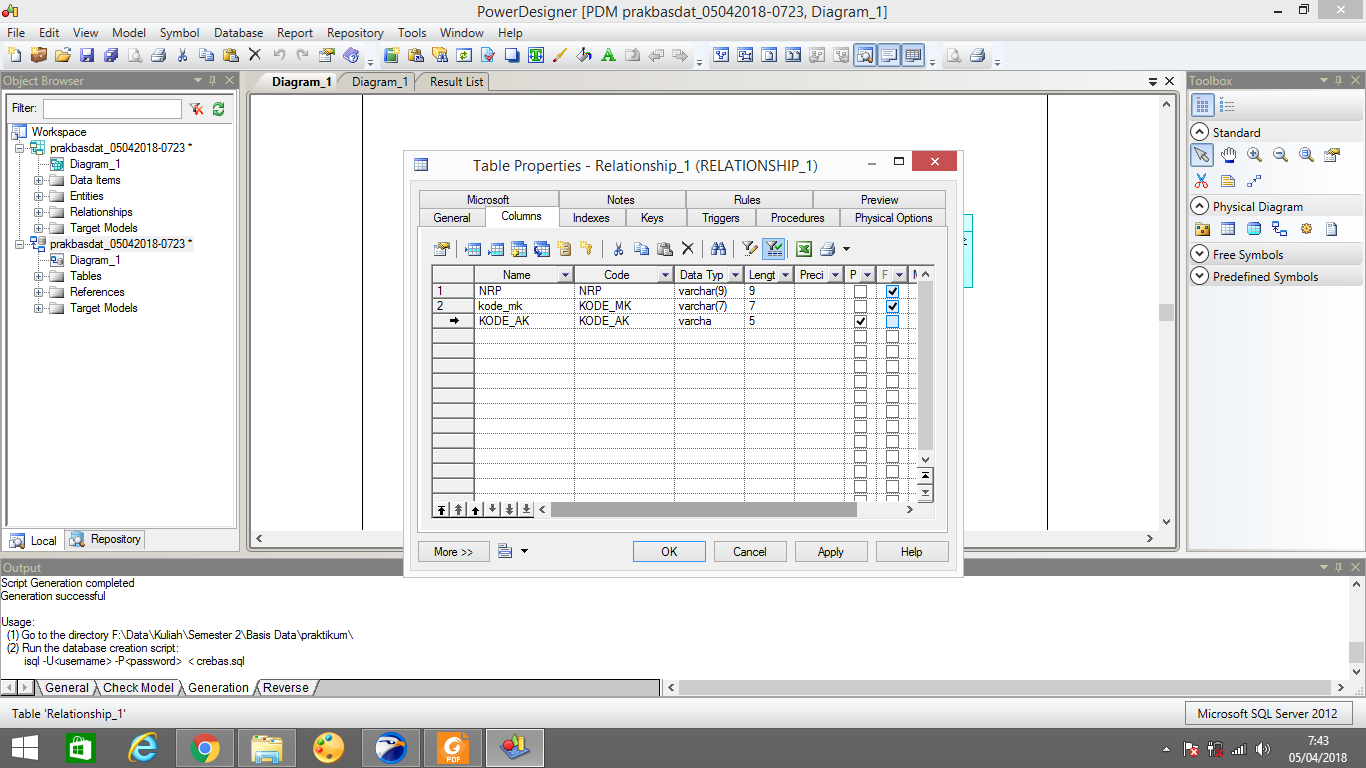 PowerDesigner [PDM prakbasdat_05042018-0723, Diagram_1]
File Edit View Model Symbol Database Report Repository Tools Window Help
Object Browser
Filter:
Workspace
prakbasdat_05042018-0723 *
Diagram_1
Data Items
Entities
Relationships
Target Models
prakbasdat_05042018-0723 *
Diagram_1
Tables
References
Target Models
Local Repository
Diagram_1 Diagram_1 Result List
Table Properties - Relationship_1 (RELATIONSHIP_1)
Microsoft Notes Rules Preview
General Columns Indexes Keys Triggers Procedures Physical Options
Name Code Data Typ Lengt Preci P F M
1 NRP NRP varchar(9) 9
2 kode_mk KODE_MK varchar(7) 7
KODE_AK KODE_AK varcha 5
More >> OK Cancel Apply Help
Toolbox
Standard
Physical Diagram
Free Symbols
Predefined Symbols
Output
Script Generation completed
Generation successful
Usage:
(1) Go to the directory F:\Data\Kuliah\Semester 2\Basis Data\praktikum\
(2) Run the database creation script:
isql -U<username> -P<password> < crebas.sql
General Check Model Generation Reverse
Table 'Relationship_1'
Microsoft SQL Server 2012
PDF
7:43
05/04/2018